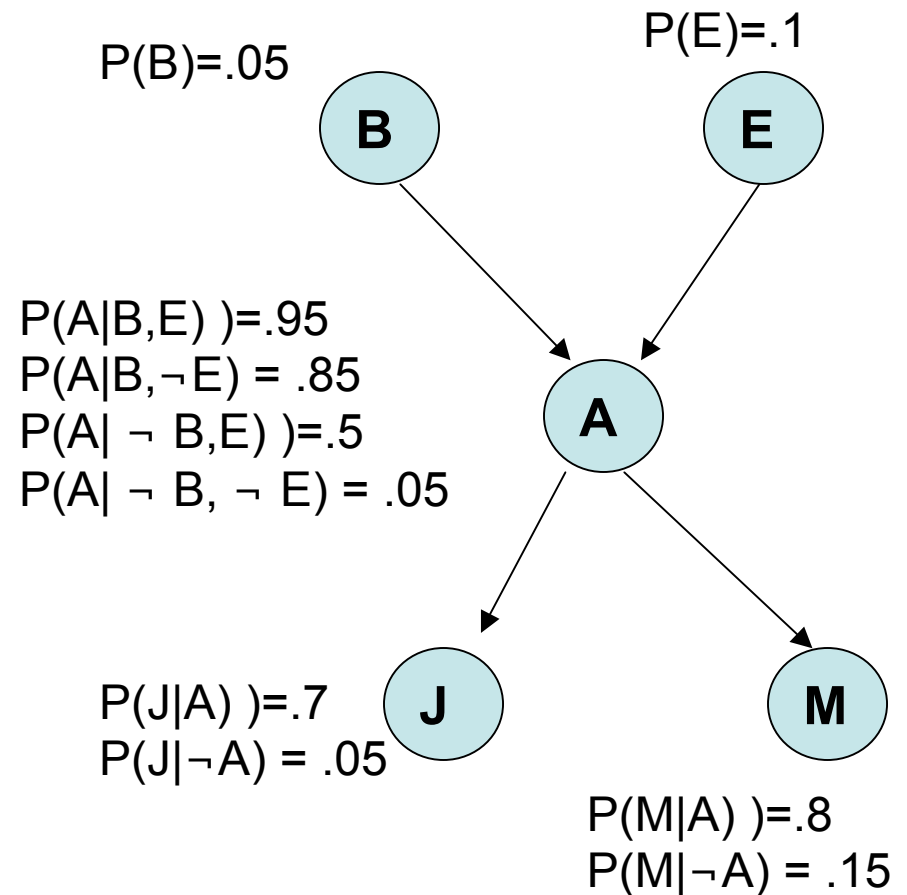 P(E)=.1
P(B)=.05
B
E
P(A|B,E) )=.95
P(A|B,¬E) = .85
P(A| ¬ B,E) )=.5
P(A| ¬ B, ¬ E) = .05
A
P(J|A) )=.7
P(J|¬A) = .05
J
M
P(M|A) )=.8
P(M|¬A) = .15